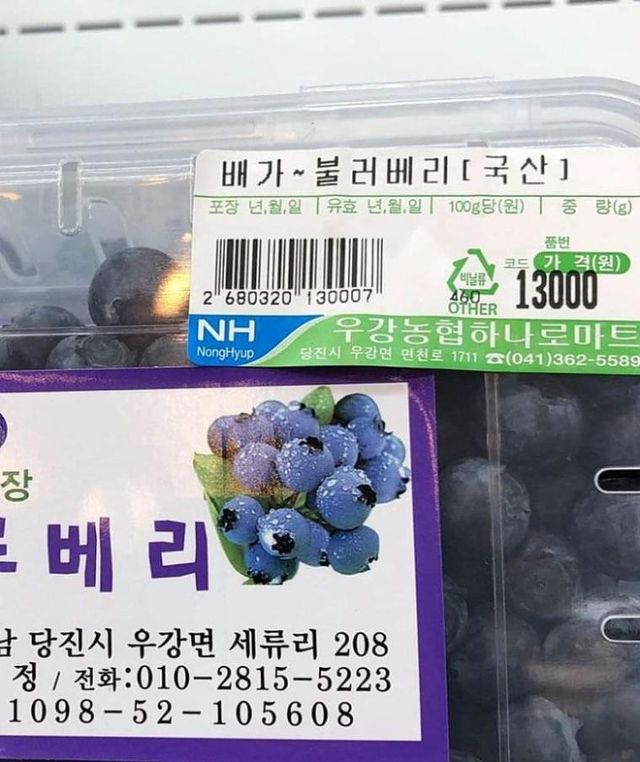 배가~불러베리[국산]
포장 년,월,일 | 유효 년,월,일 | 100g당(원) | 중 량(g)
품번
코드 가 격(원)
비닐류
460 13000
OTHER
2 680320 130007
NH 우강농협하나로마트
NongHyup 당진시 우강면 면천로 1711 ☎(041)362-5589
장
베리
당진시 우강면 세류리 208
정 / 전화:010-2815-5223
1098-52-105608